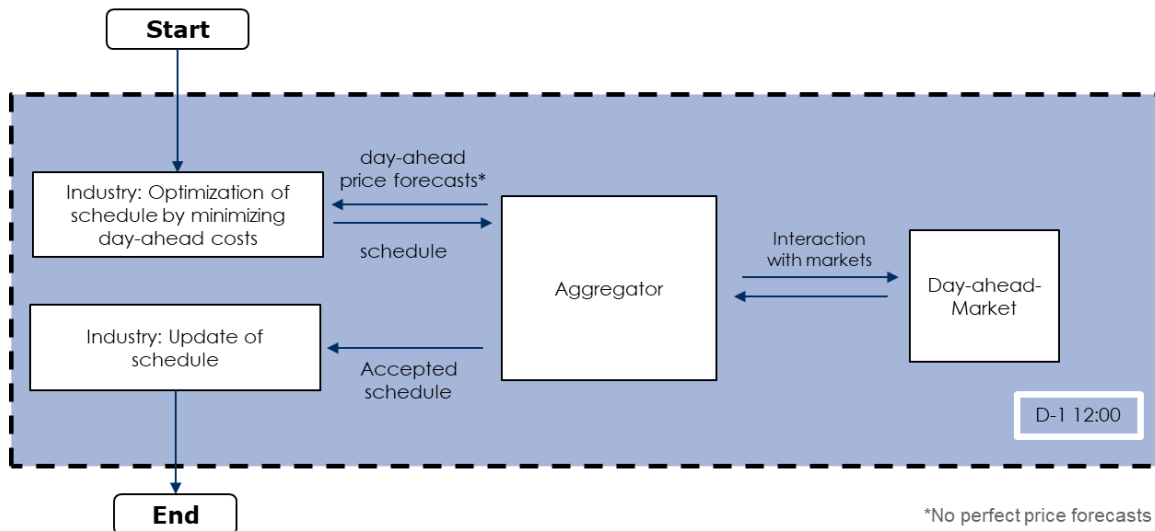 Start
day-ahead
price forecasts*
Industry: Optimization of
schedule by minimizing
day-ahead costs
schedule
Aggregator
Interaction
with markets
Day-ahead-
Market
Industry: Update of
schedule
Accepted
schedule
D-1 12:00
End
*No perfect price forecasts